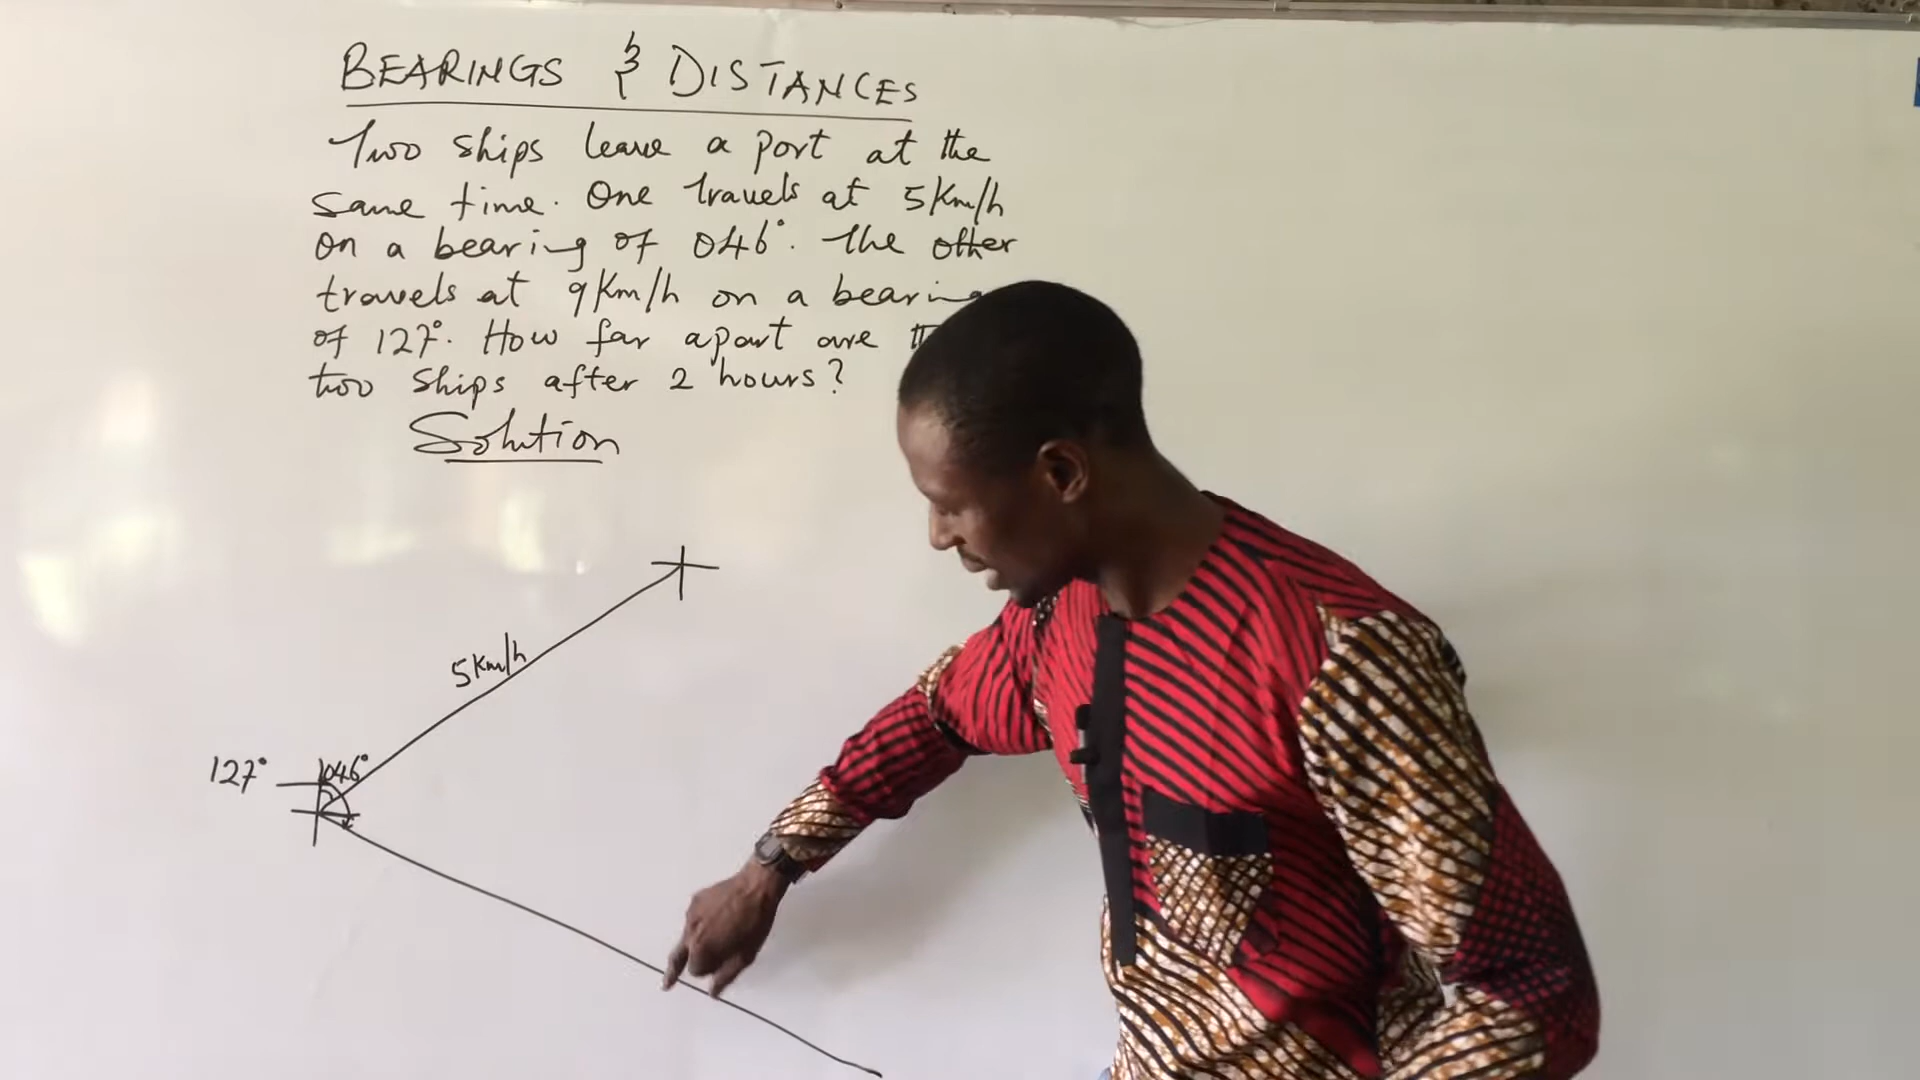 BEARINGS & DISTANCES
Two ships leave a port at the
same time. One travels at 5Km/h
on a bearing of 046°. The other
travels at 9Km/h on a bearing
of 127°. How far apart are
two ships after 2 hours?
Solution
5Km/h
127° 046°